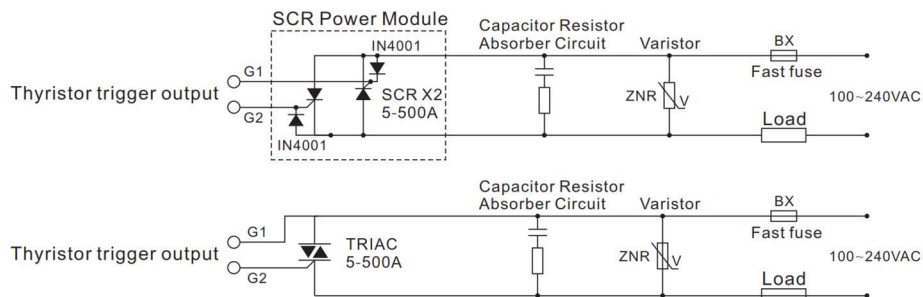 SCR Power Module
IN4001
Capacitor Resistor
Absorber Circuit
Varistor
BX
Fast fuse
G1
Thyristor trigger output
SCR X2
5-500A
ZNR
V
100~240VAC
G2
Load
IN4001
Capacitor Resistor
Absorber Circuit
Varistor
BX
Fast fuse
G1
Thyristor trigger output
TRIAC
5-500A
ZNR
V
100~240VAC
G2
Load